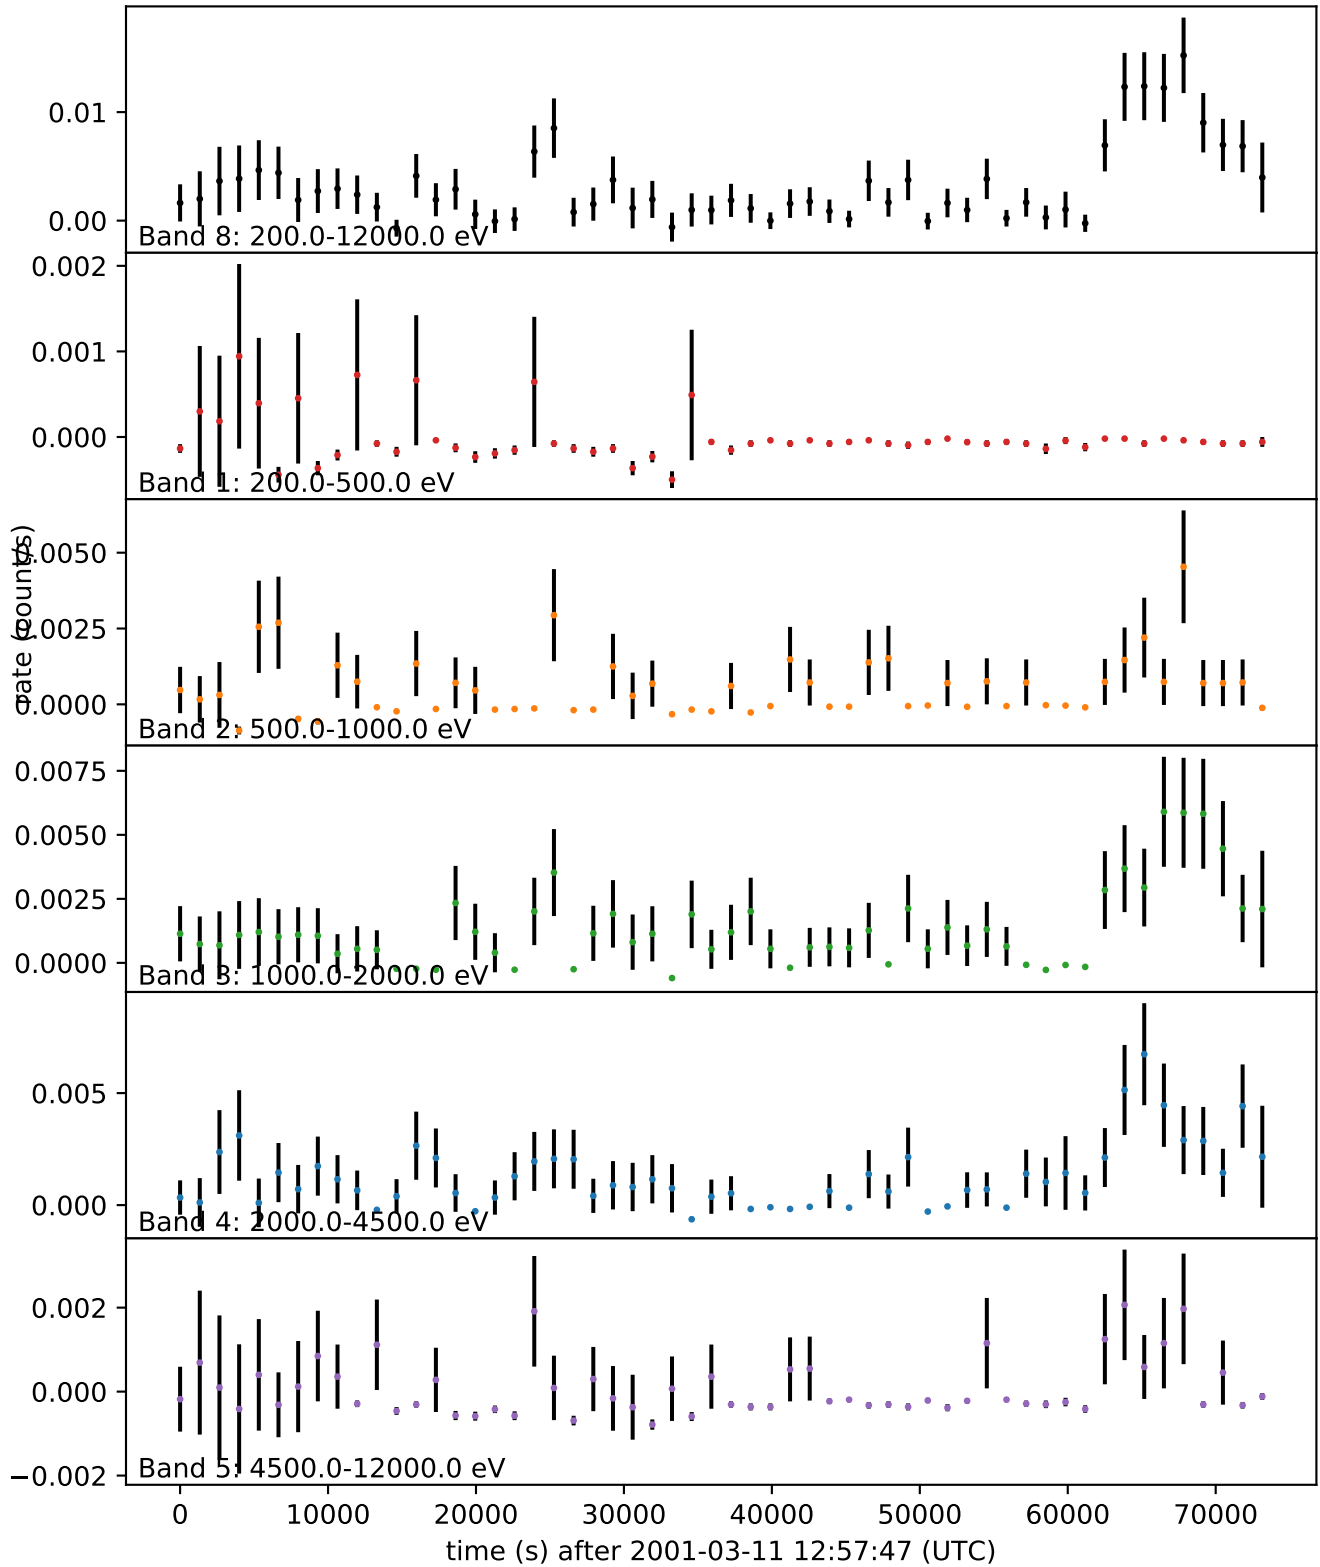 0.01
0.00
Band 8: 200.0-12000.0 eV
0.002
0.001
0.000
Band 1: 200.0-500.0 eV
rate (count/s)
0.0050
0.0025
0.0000
Band 2: 500.0-1000.0 eV
0.0075
0.0050
0.0025
0.0000
Band 3: 1000.0-2000.0 eV
0.005
0.000
Band 4: 2000.0-4500.0 eV
0.002
0.000
−0.002
Band 5: 4500.0-12000.0 eV
0 10000 20000 30000 40000 50000 60000 70000
time (s) after 2001-03-11 12:57:47 (UTC)